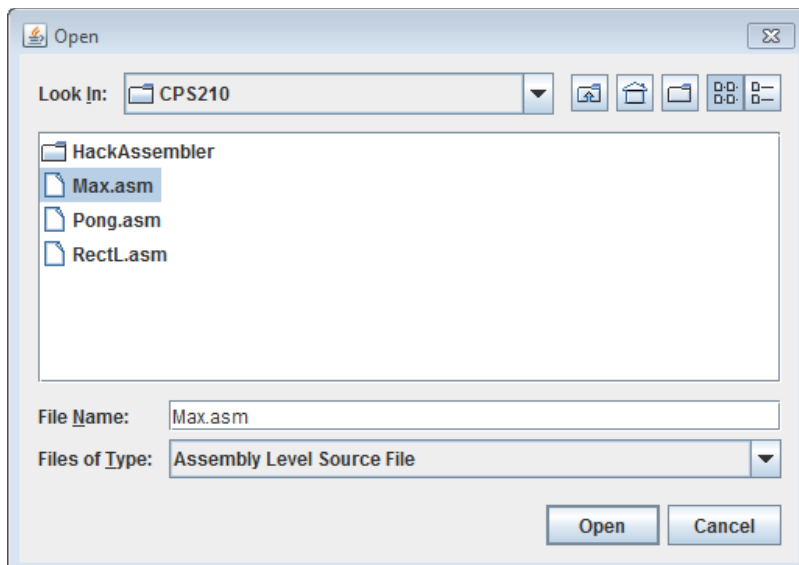 Open
Look In: CPS210
HackAssembler
Max.asm
Pong.asm
RectL.asm
File Name: Max.asm
Files of Type: Assembly Level Source File
Open Cancel